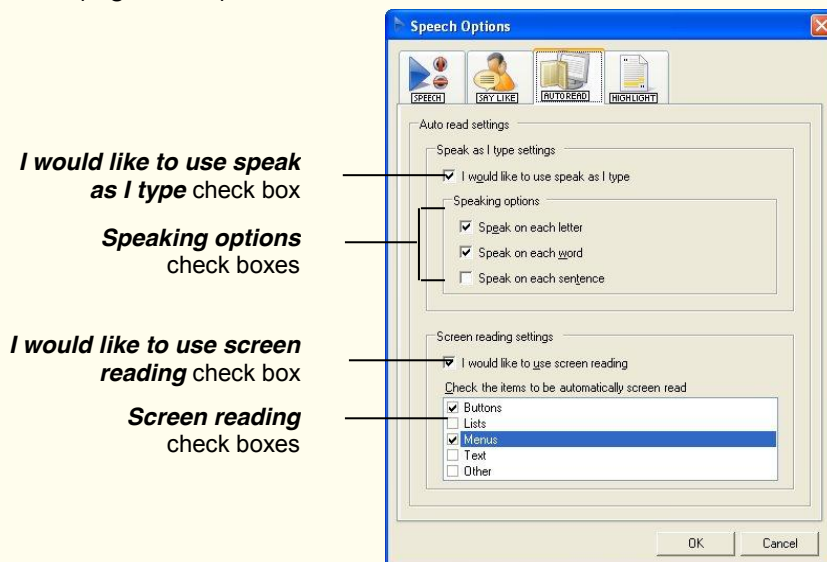 Speech Options
SPEECH
SAY LIKE
AUTO READ
HIGHLIGHT
Auto read settings
Speak as I type settings
I would like to use speak as I type check box
I would like to use speak as I type
Speaking options
Speaking options check boxes
Speak on each letter
Speak on each word
Speak on each sentence
Screen reading settings
I would like to use screen reading check box
I would like to use screen reading
Check the items to be automatically screen read
Screen reading check boxes
Buttons
Lists
Menus
Text
Other
OK
Cancel